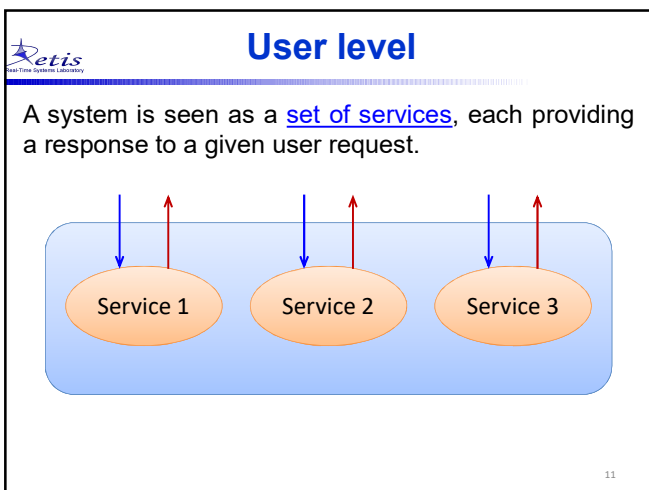 User level
Retis
Real-Time Systems Laboratory
A system is seen as a set of services, each providing
a response to a given user request.
Service 1
Service 2
Service 3
11